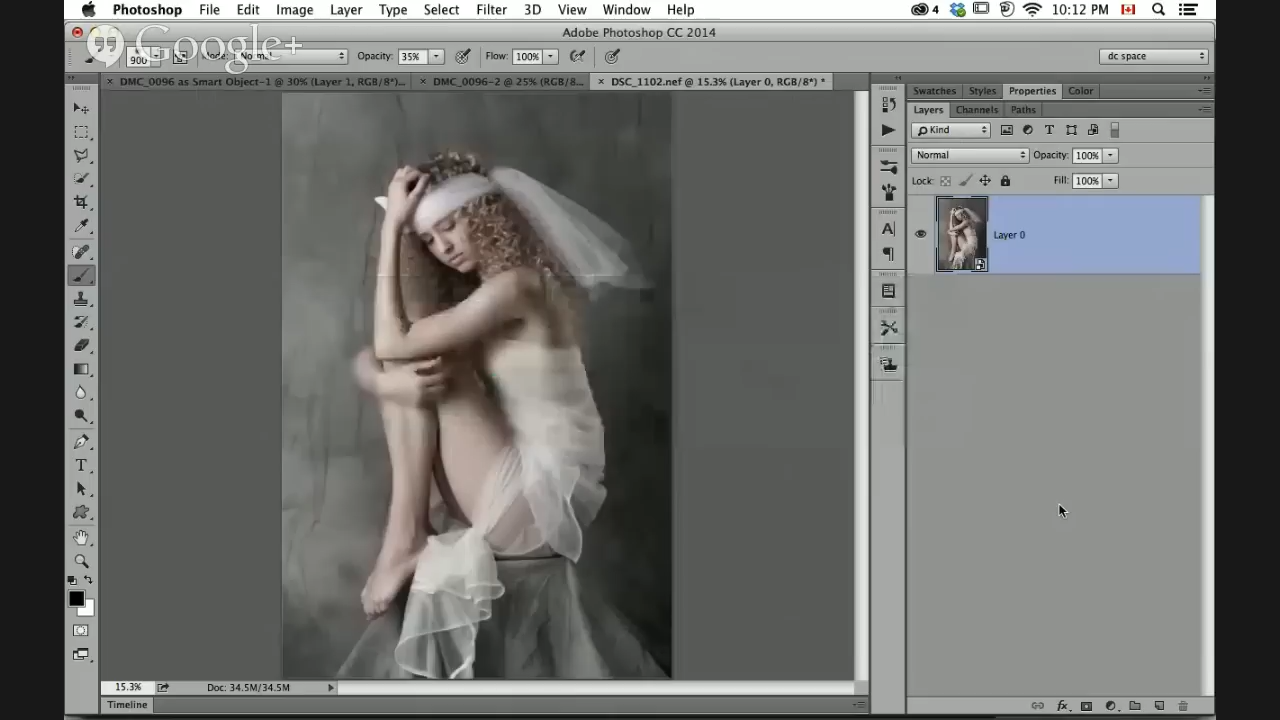 Photoshop File Edit Image Layer Type Select Filter 3D View Window Help 4 10:12 PM
Adobe Photoshop CC 2014
Google+
900 Mode: Normal Opacity: 35% Flow: 100% dc space
× DMC_0096 as Smart Object-1 @ 30% (Layer 1, RGB/8*)... × DMC_0096-2 @ 25% (RGB/8... × DSC_1102.nef @ 15.3% (Layer 0, RGB/8*) *
Swatches Styles Properties Color
Layers Channels Paths
Kind
Normal Opacity: 100%
Lock: Fill: 100%
Layer 0
15.3% Doc: 34.5M/34.5M
Timeline